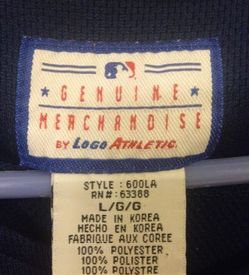 GENUINE
MERCHANDISE
BY LOGO ATHLETIC
STYLE: 600LA
RN#: 63388
L/G/G
MADE IN KOREA
HECHO EN KOREA
FABRIQUE AUX COREE
100% POLYESTER
100% POLISTER
100% POLYSTRE